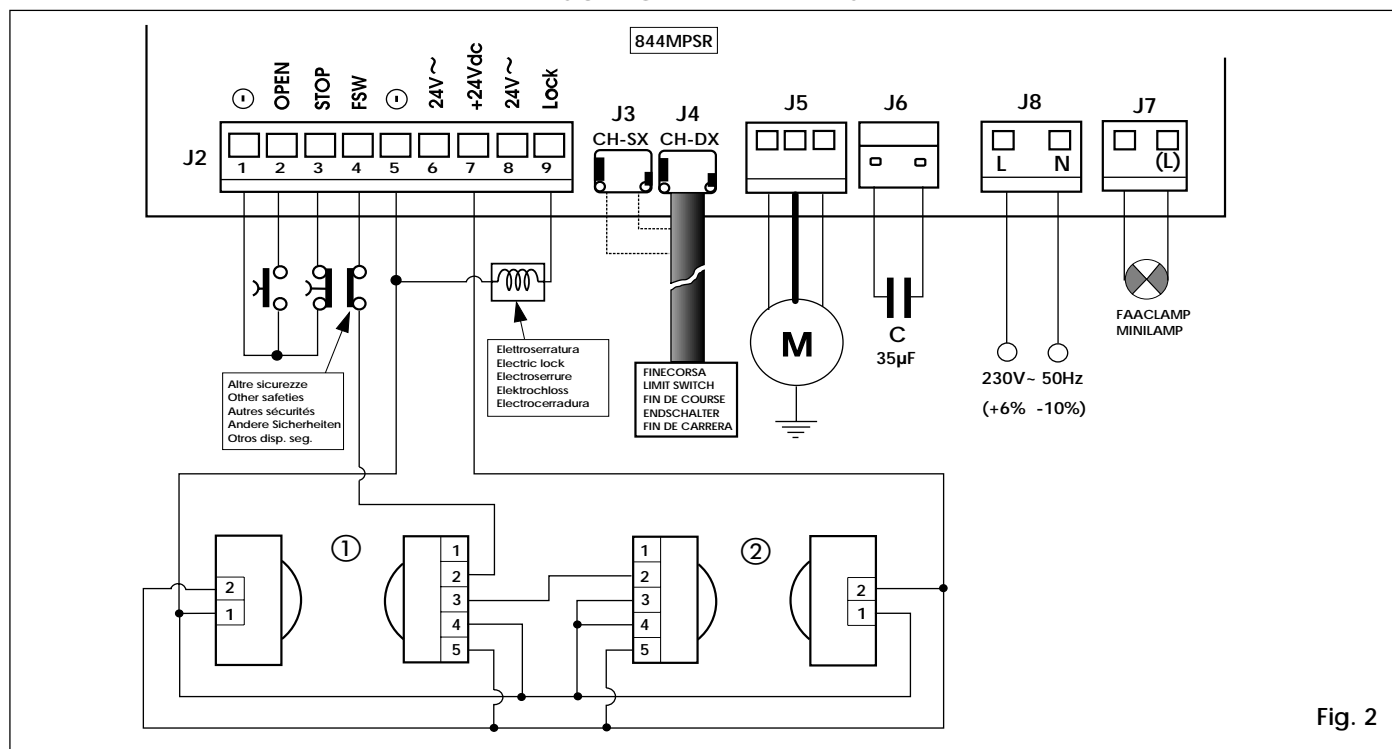 844MPSR
⊖ OPEN STOP FSW ⊖ 24V~ +24Vdc 24V~ Lock
J2
1 2 3 4 5 6 7 8 9
J3
CH-SX
J4
CH-DX
J5
J6
J8
L N
J7
(L)
Altre sicurezze
Other safeties
Autres sécurités
Andere Sicherheiten
Otros disp. seg.
Elettroserratura
Electric lock
Electroserrure
Elektrochloss
Electrocerradura
FINECORSA
LIMIT SWITCH
FIN DE COURSE
ENDSCHALTER
FIN DE CARRERA
M
C
35µF
230V~ 50Hz
(+6% -10%)
FAACLAMP
MINILAMP
2
1
①
1
2
3
4
5
1
2
3
4
5
②
2
1
Fig. 2